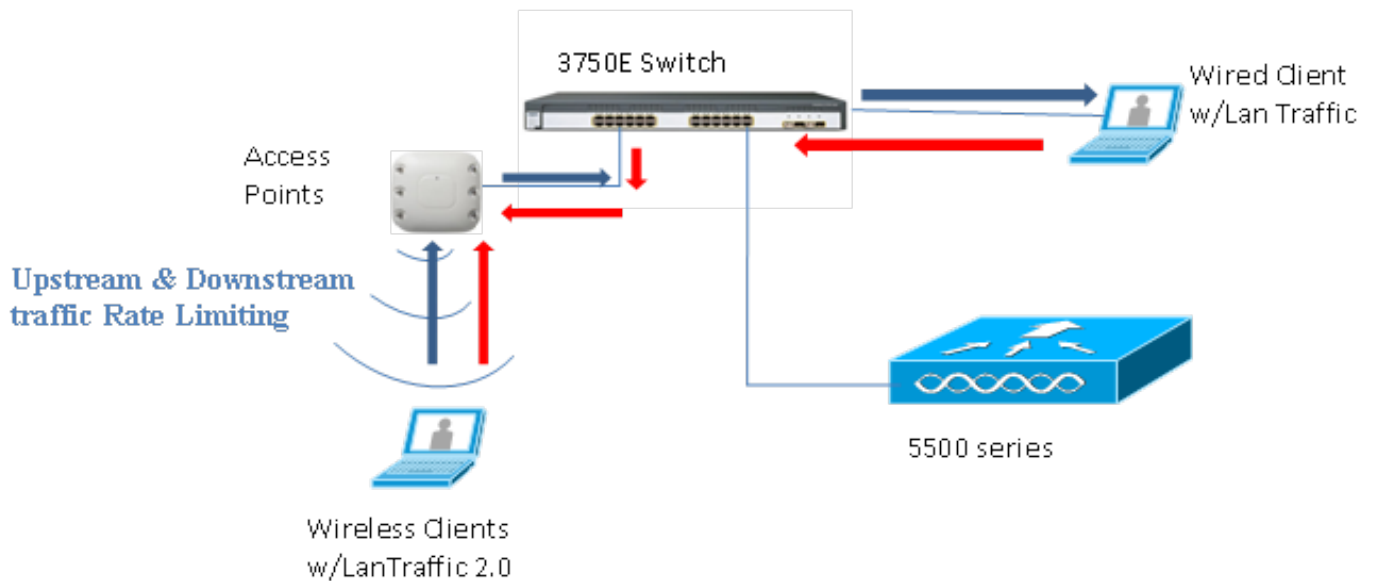 3750E Switch
Wired Client
w/Lan Traffic
Access
Points
Upstream & Downstream
traffic Rate Limiting
5500 series
Wireless Clients
w/LanTraffic 2.0